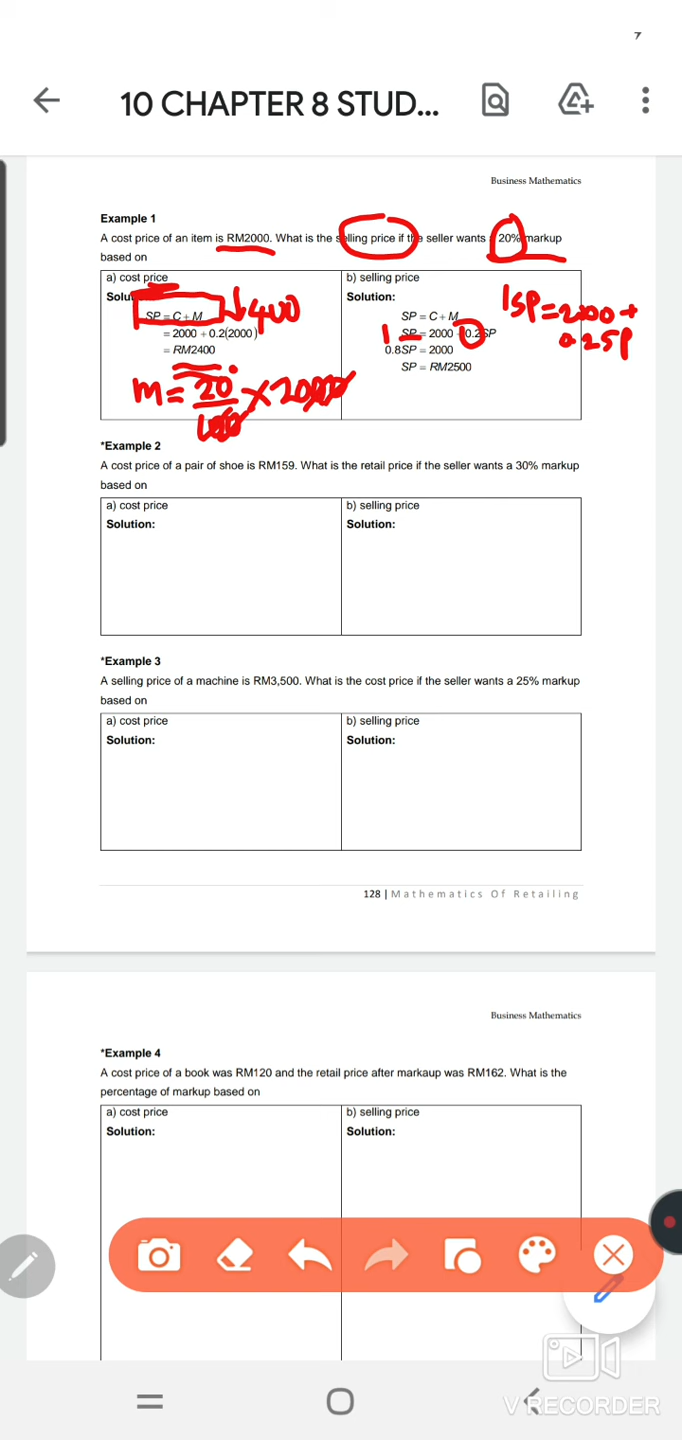 7
10 CHAPTER 8 STUD...
Business Mathematics
Example 1
A cost price of an item is RM2000. What is the selling price if the seller wants 20% markup
based on
a) cost price
b) selling price
Solution:
SP = C + M
400
= 2000 + 0.2(2000)
= RM2400
m = 20/100 × 2000
SP = C + M
1 SP = 2000 + 0.2SP
0.8SP = 2000
SP = RM2500
1SP = 2000 +
0.2SP
*Example 2
A cost price of a pair of shoe is RM159. What is the retail price if the seller wants a 30% markup
based on
a) cost price
b) selling price
Solution:
Solution:
*Example 3
A selling price of a machine is RM3,500. What is the cost price if the seller wants a 25% markup
based on
a) cost price
b) selling price
Solution:
Solution:
128 | Mathematics Of Retailing
Business Mathematics
*Example 4
A cost price of a book was RM120 and the retail price after markaup was RM162. What is the
percentage of markup based on
a) cost price
b) selling price
Solution:
Solution:
V RECORDER